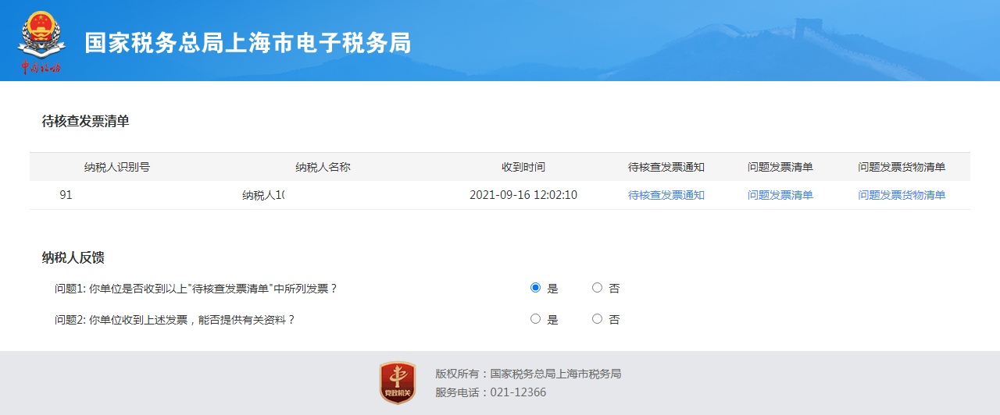 国家税务总局上海市电子税务局
中国税务
待核查发票清单
纳税人识别号 纳税人名称 收到时间 待核查发票通知 问题发票清单 问题发票货物清单
91 纳税人10 2021-09-16 12:02:10 待核查发票通知 问题发票清单 问题发票货物清单
纳税人反馈
问题1: 你单位是否收到以上"待核查发票清单"中所列发票？ 是 否
问题2: 你单位收到上述发票，能否提供有关资料？ 是 否
党政机关
版权所有：国家税务总局上海市税务局
服务电话：021-12366